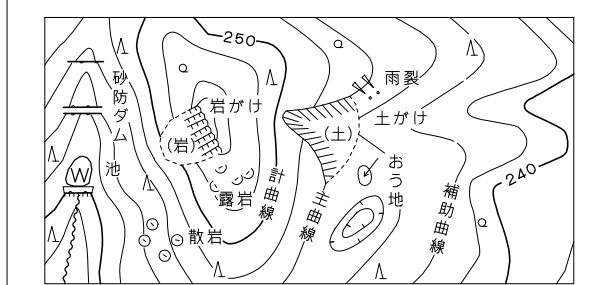 250
砂防ダム
池
W
岩がけ
(岩)
露岩
散岩
計曲線
主曲線
雨裂
土がけ
(土)
おう地
補助曲線
240